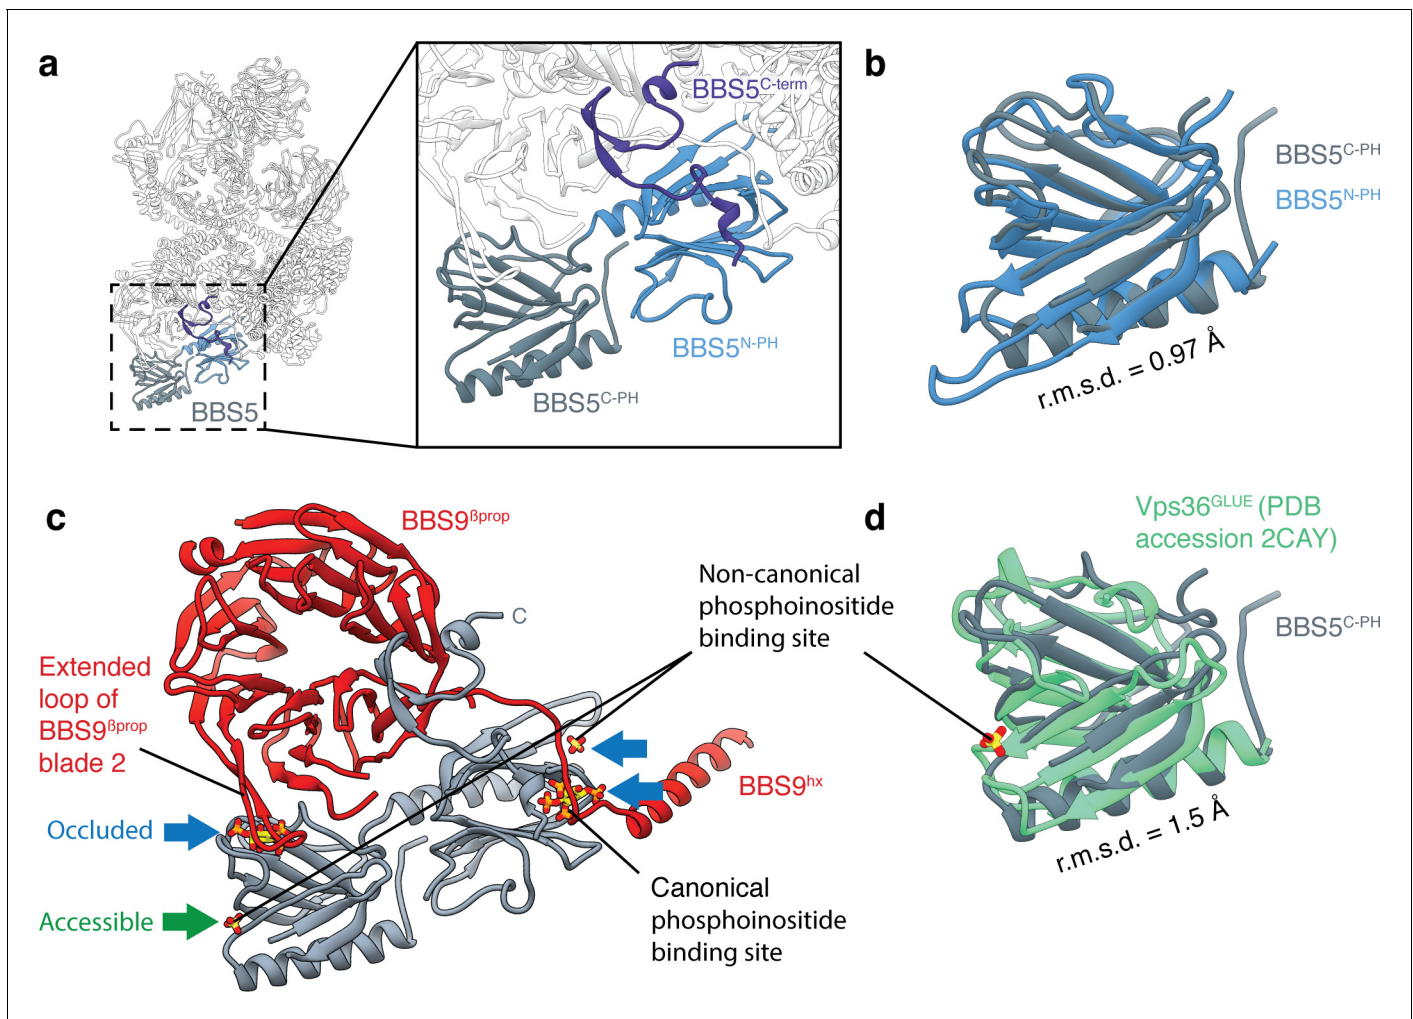 a
BBS5
BBS5C-term
BBS5N-PH
BBS5C-PH
b
BBS5C-PH
BBS5N-PH
r.m.s.d. = 0.97 Å
c
BBS9ßprop
C
Extended
loop of
BBS9ßprop
blade 2
Occluded
Accessible
Non-canonical
phosphoinositide
binding site
BBS9hx
Canonical
phosphoinositide
binding site
d
Vps36GLUE (PDB
accession 2CAY)
BBS5C-PH
r.m.s.d. = 1.5 Å